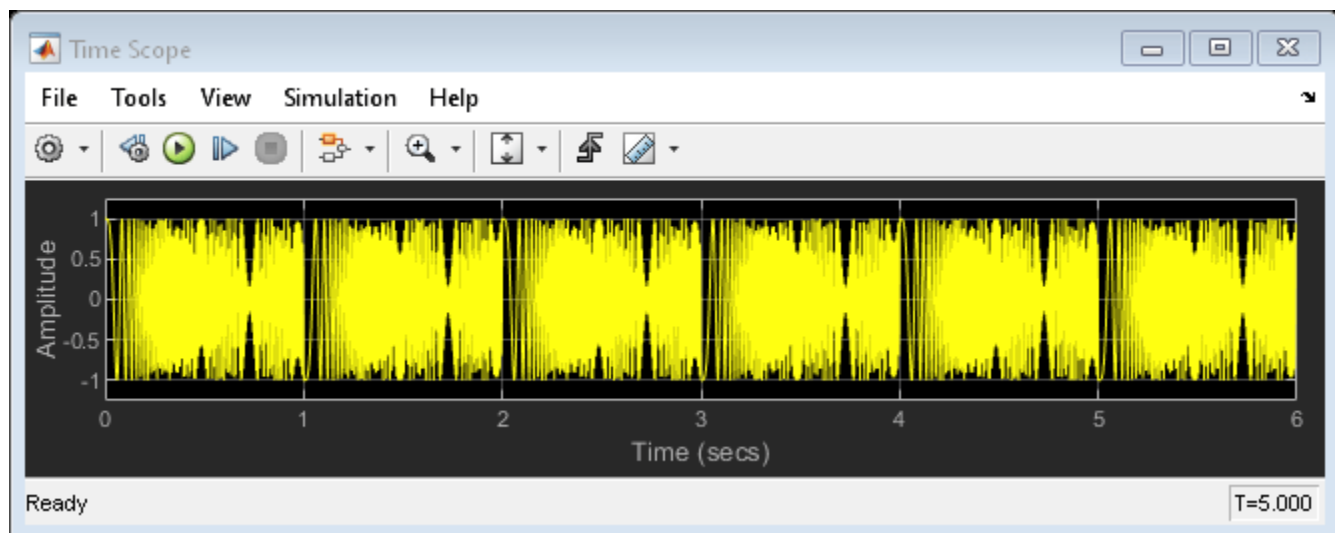 Time Scope
File Tools View Simulation Help
Amplitude
1
0.5
0
-0.5
-1
0 1 2 3 4 5 6
Time (secs)
Ready T=5.000